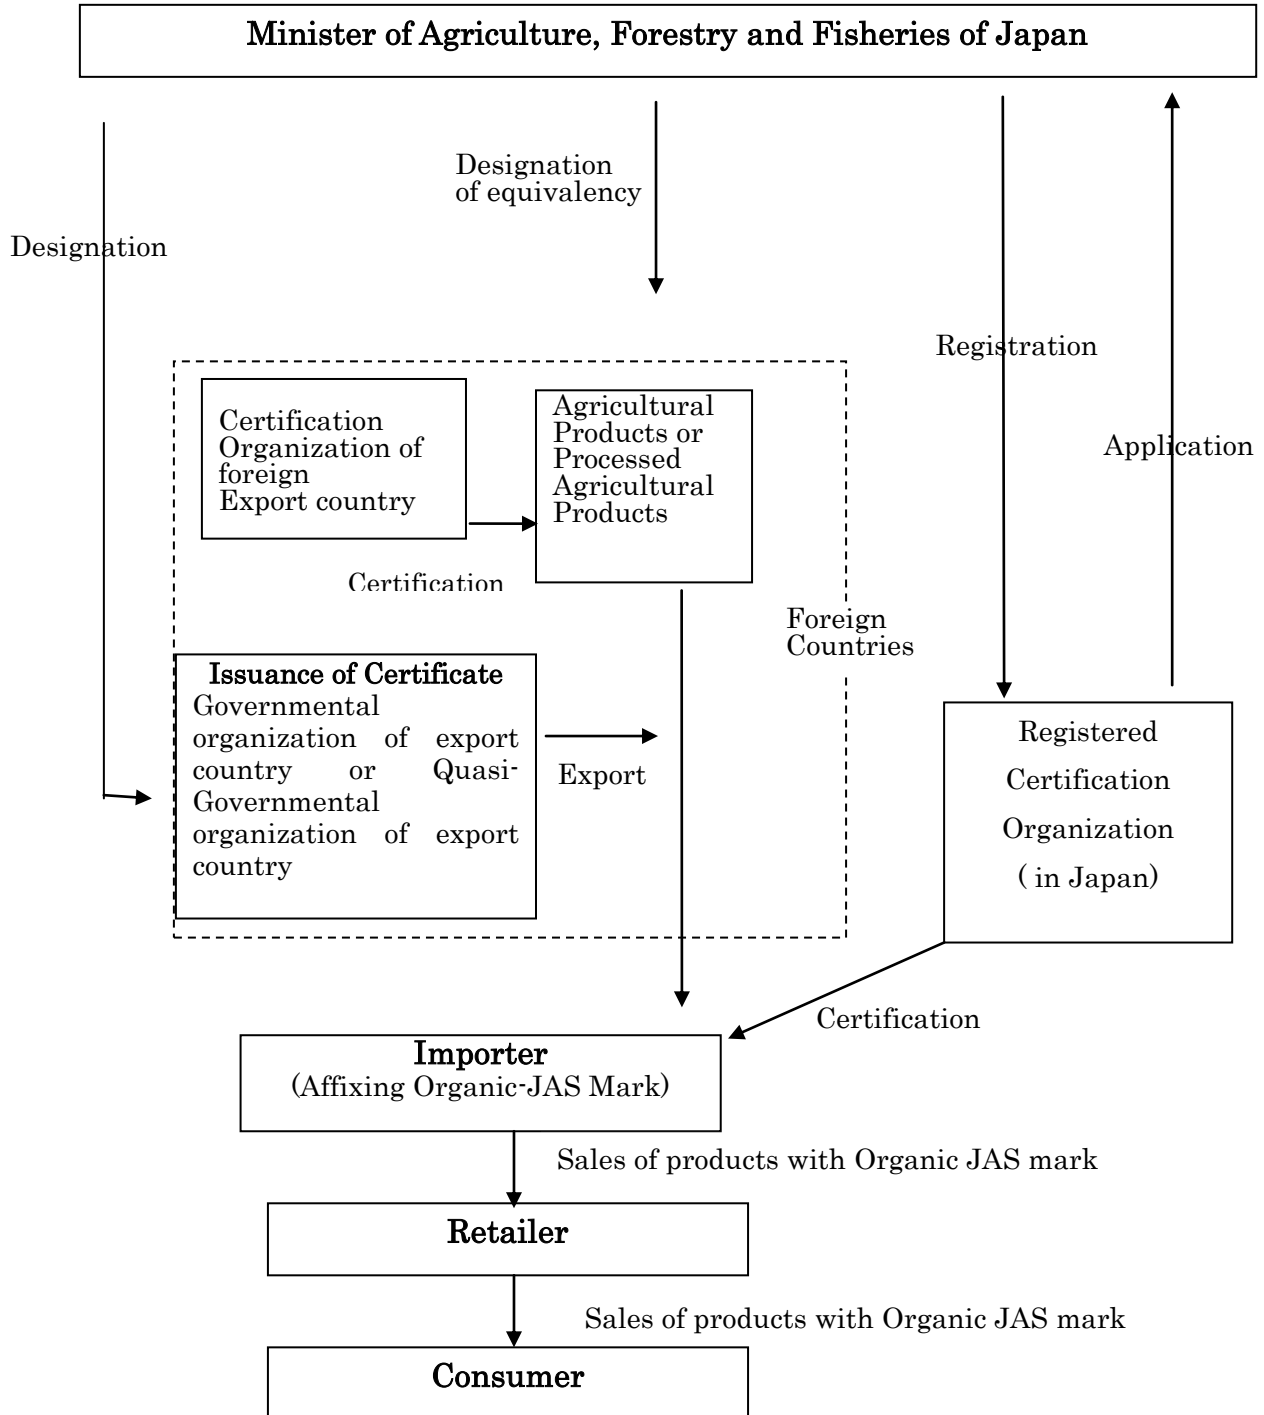 Minister of Agriculture, Forestry and Fisheries of Japan
Designation
of equivalency
Designation
Registration
Application
Certification
Organization of
foreign
Export country
Agricultural
Products or
Processed
Agricultural
Products
Certification
Foreign
Countries
Issuance of Certificate
Governmental
organization of export
country or Quasi-
Governmental
organization of export
country
Export
Registered
Certification
Organization
( in Japan)
Certification
Importer
(Affixing Organic-JAS Mark)
Sales of products with Organic JAS mark
Retailer
Sales of products with Organic JAS mark
Consumer